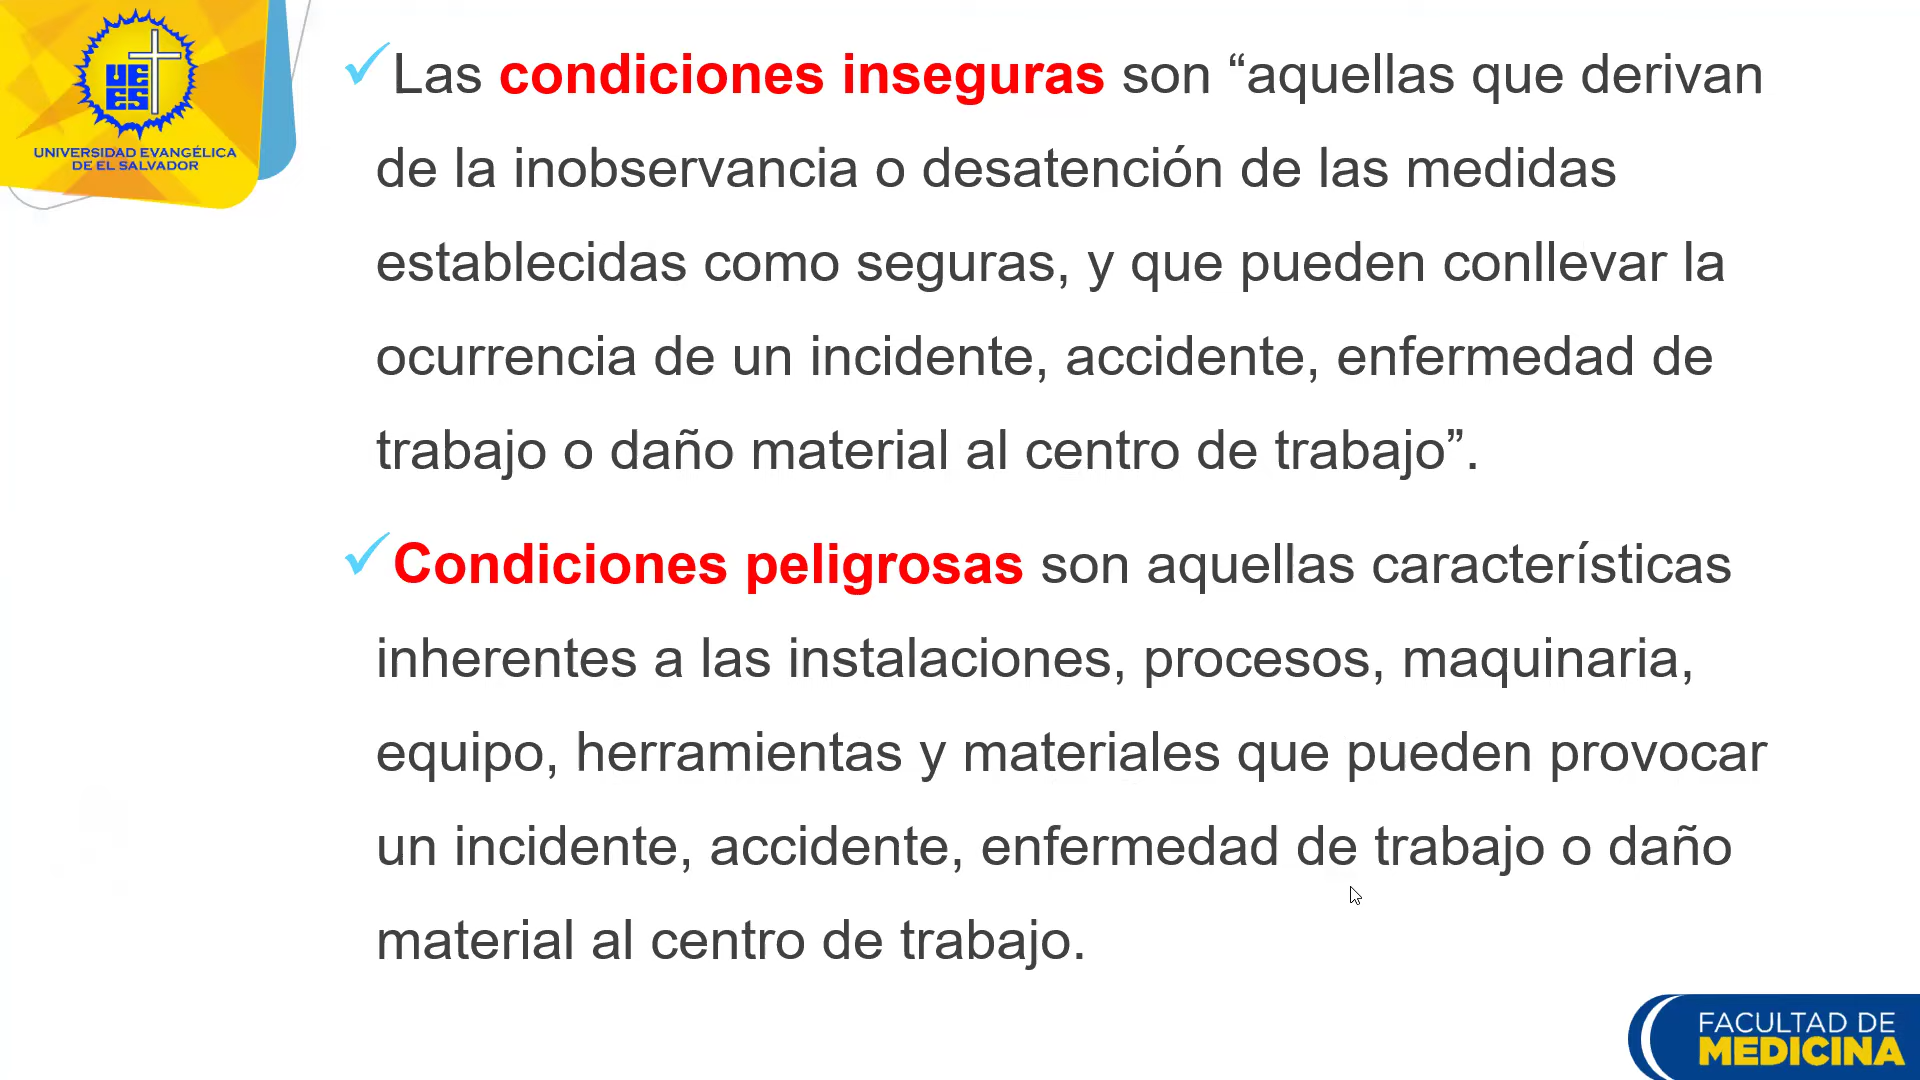 UE
ES
UNIVERSIDAD EVANGÉLICA
DE EL SALVADOR
Las condiciones inseguras son “aquellas que derivan
de la inobservancia o desatención de las medidas
establecidas como seguras, y que pueden conllevar la
ocurrencia de un incidente, accidente, enfermedad de
trabajo o daño material al centro de trabajo”.
Condiciones peligrosas son aquellas características
inherentes a las instalaciones, procesos, maquinaria,
equipo, herramientas y materiales que pueden provocar
un incidente, accidente, enfermedad de trabajo o daño
material al centro de trabajo.
FACULTAD DE
MEDICINA